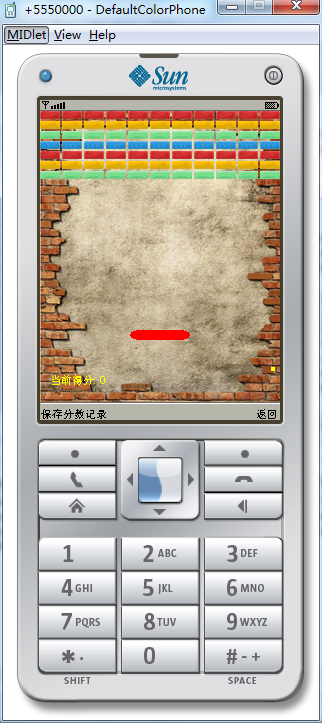 +5550000 - DefaultColorPhone
MIDlet View Help
Sun
microsystems
当前得分: 0
保存分数记录 返回
1 2 ABC 3 DEF
4 GHI 5 JKL 6 MNO
7 PQRS 8 TUV 9 WXYZ
* · 0 # - +
SHIFT SPACE